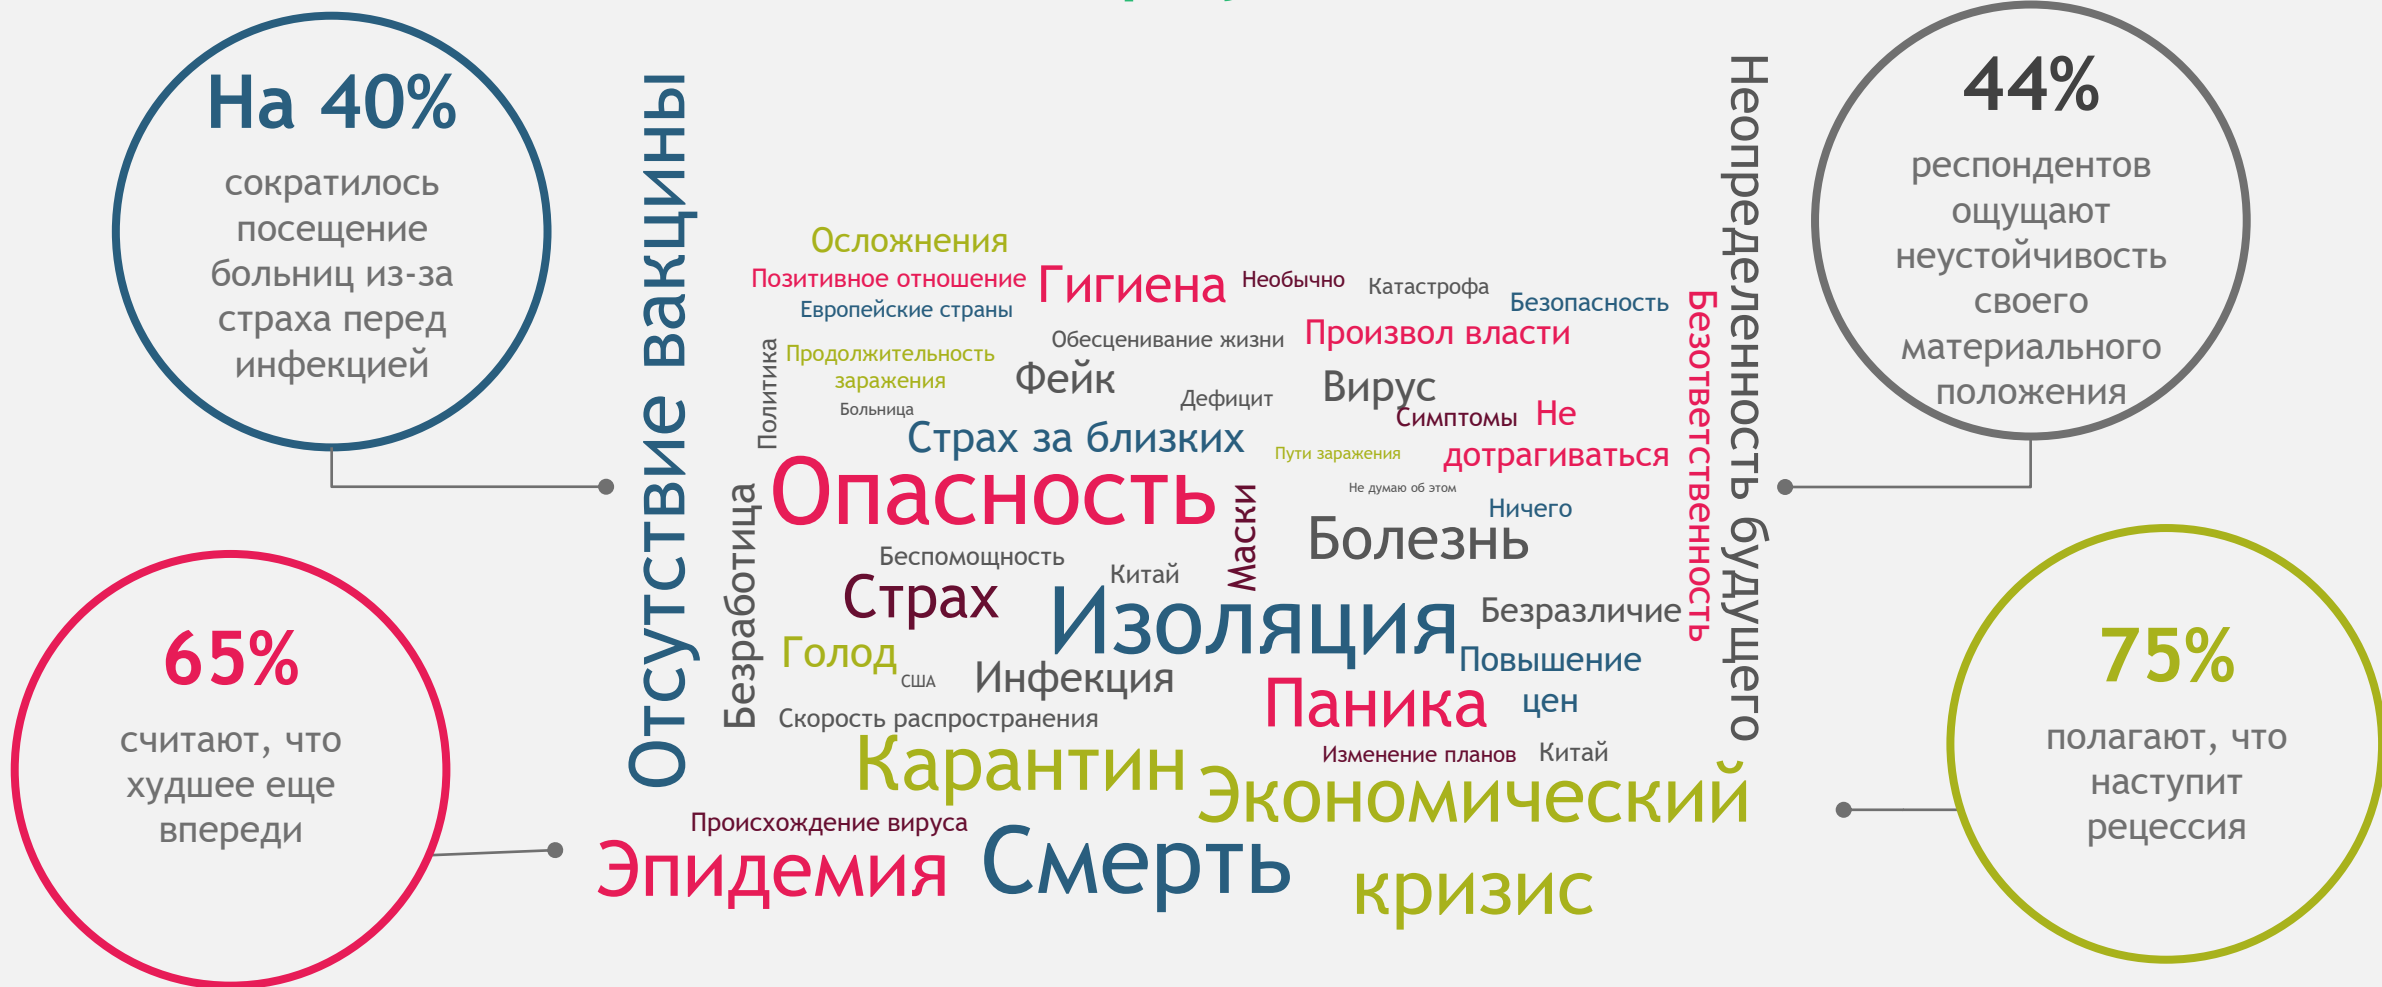 На 40%
сократилось
посещение
больниц из-за
страха перед
инфекцией
65%
считают, что
худшее еще
впереди
Отсутствие вакцины
Осложнения
Позитивное отношение
Гигиена
Необычно
Катастрофа
Европейские страны
Безопасность
Обесценивание жизни
Произвол власти
Политика
Продолжительность
заражения
Фейк
Вирус
Больница
Дефицит
Симптомы
Не
дотрагиваться
Страх за близких
Пути заражения
Опасность
Маски
Не думаю об этом
Ничего
Болезнь
Безработица
Беспомощность
Китай
Страх
Изоляция
Безразличие
Голод
США
Инфекция
Повышение
цен
Паника
Скорость распространения
Карантин
Изменение планов
Китай
Экономический
кризис
Происхождение вируса
Эпидемия
Смерть
Безответственность
Неопределенность будущего
44%
респондентов
ощущают
неустойчивость
своего
материального
положения
75%
полагают, что
наступит
рецессия